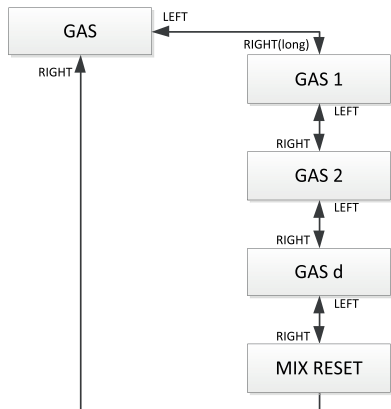 GAS
LEFT
RIGHT(long)
RIGHT
GAS 1
LEFT
RIGHT
GAS 2
LEFT
RIGHT
GAS d
LEFT
RIGHT
MIX RESET